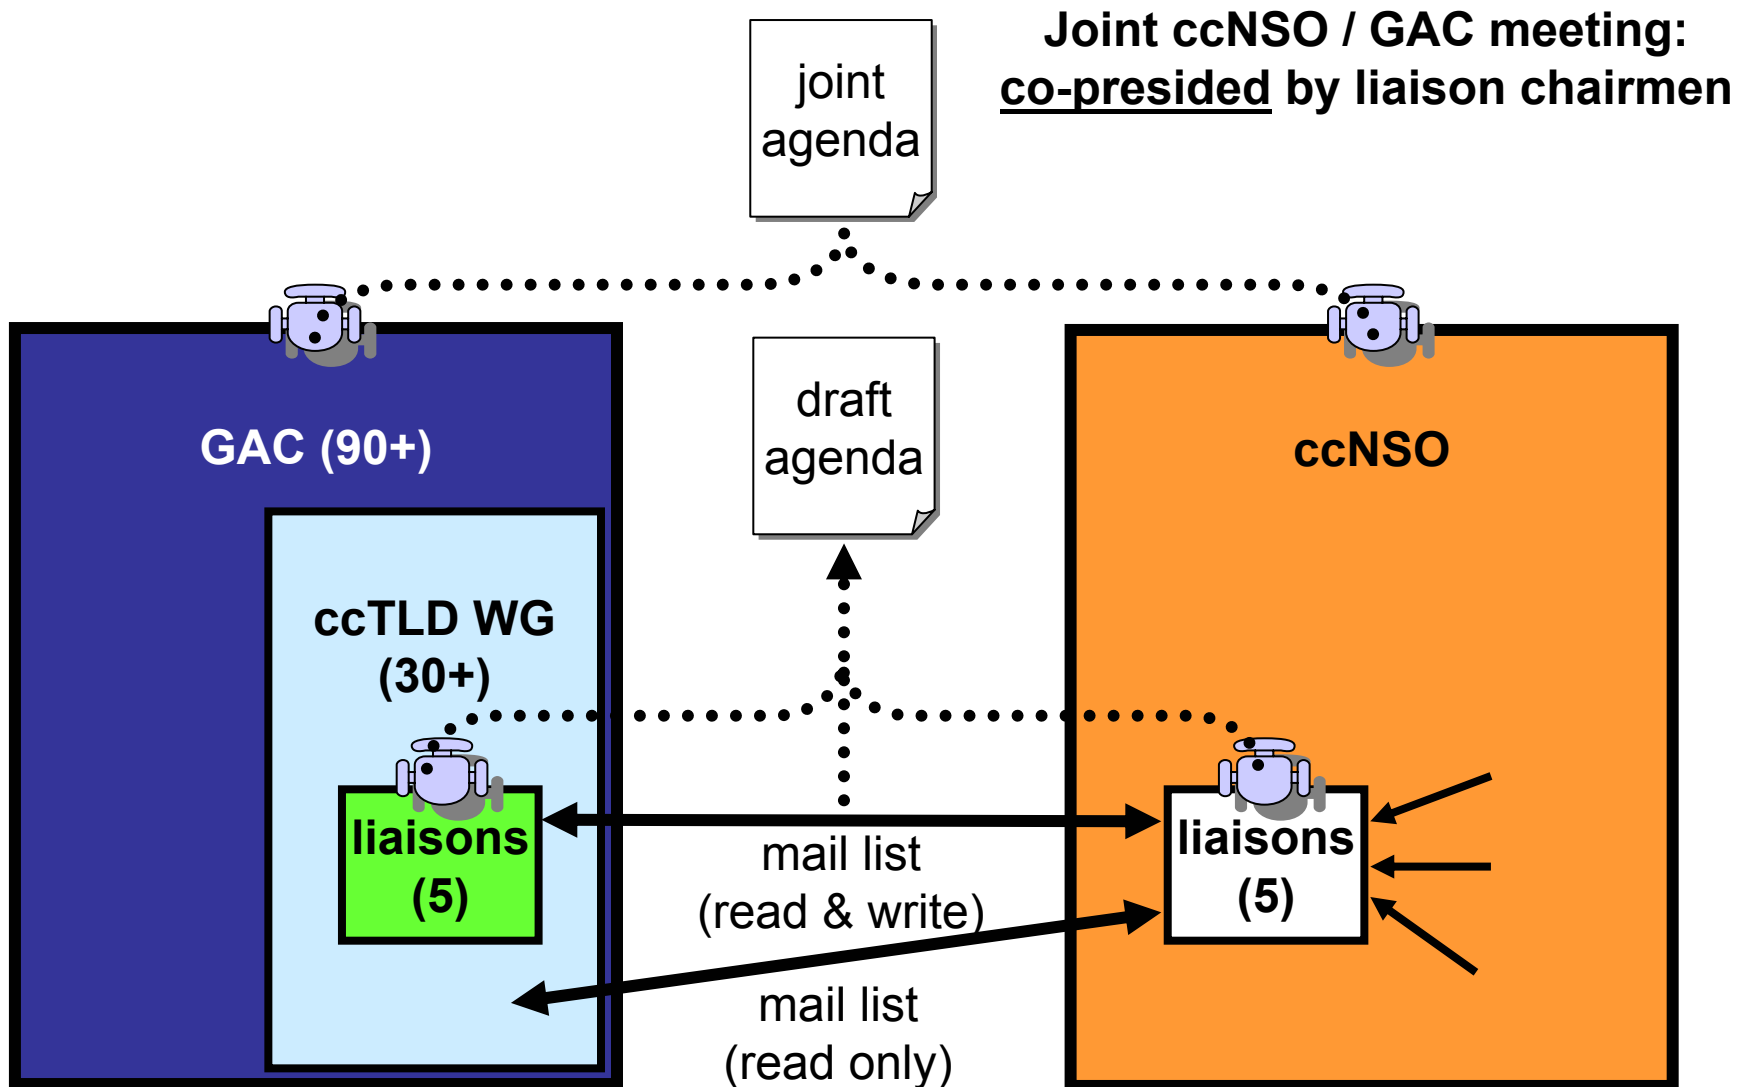 Joint ccNSO / GAC meeting:
co-presided by liaison chairmen
joint
agenda
draft
agenda
GAC (90+)
ccNSO
ccTLD WG
(30+)
liaisons
(5)
liaisons
(5)
mail list
(read & write)
mail list
(read only)